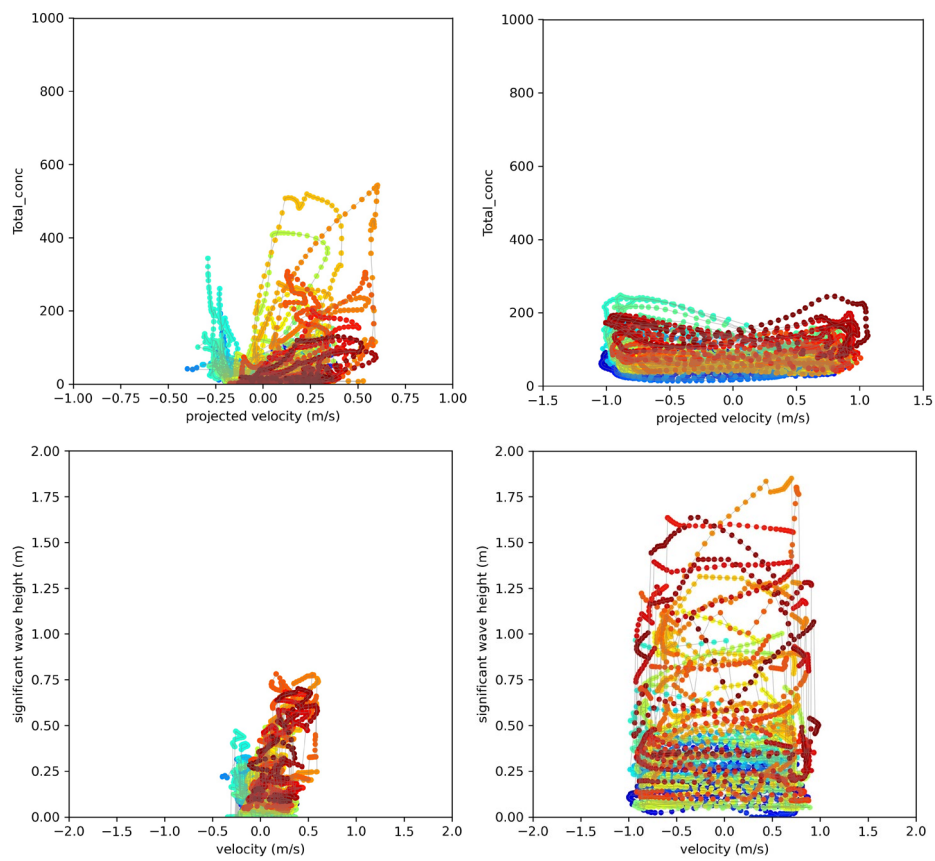 1000
800
600
400
200
0
Total_conc
−1.00 −0.75 −0.50 −0.25 0.00 0.25 0.50 0.75 1.00
projected velocity (m/s)
1000
800
600
400
200
0
Total_conc
−1.5 −1.0 −0.5 0.0 0.5 1.0 1.5
projected velocity (m/s)
2.00
1.75
1.50
1.25
1.00
0.75
0.50
0.25
0.00
significant wave height (m)
−2.0 −1.5 −1.0 −0.5 0.0 0.5 1.0 1.5 2.0
velocity (m/s)
2.00
1.75
1.50
1.25
1.00
0.75
0.50
0.25
0.00
significant wave height (m)
−2.0 −1.5 −1.0 −0.5 0.0 0.5 1.0 1.5 2.0
velocity (m/s)